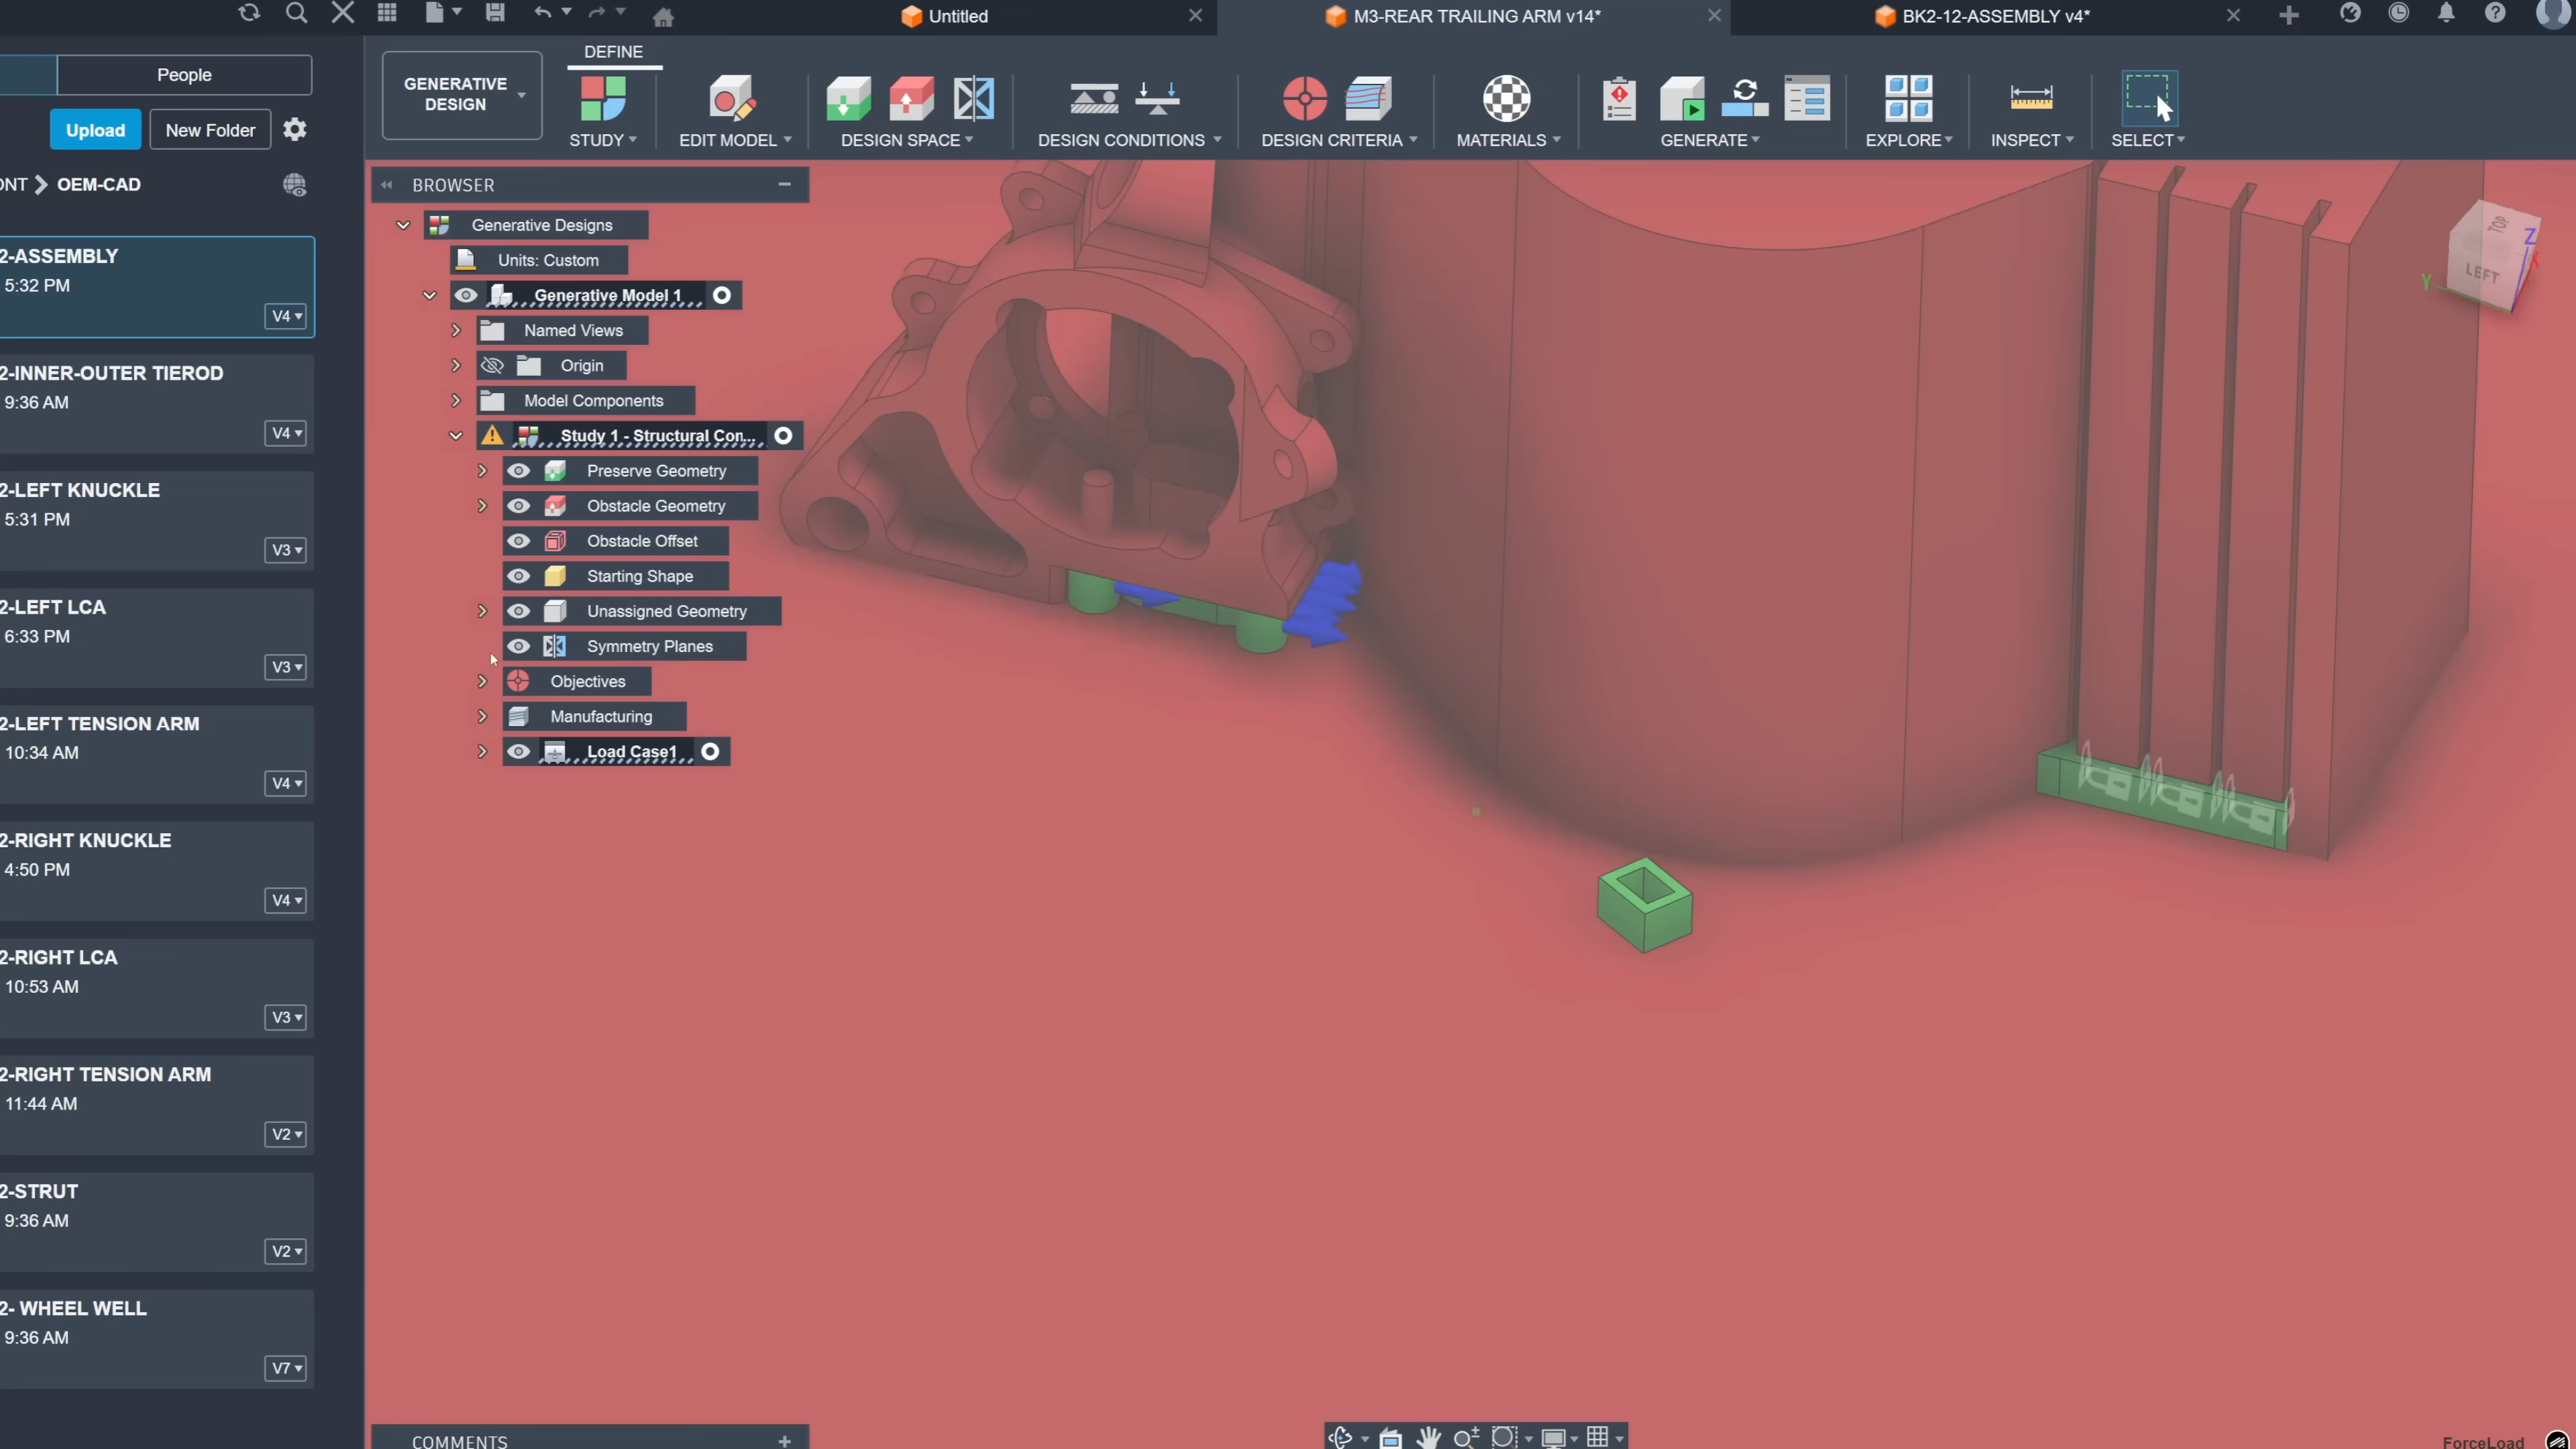 Untitled
M3-REAR TRAILING ARM v14*
BK2-12-ASSEMBLY v4*
People
Upload
New Folder
ONT > OEM-CAD
2-ASSEMBLY
5:32 PM
V4
2-INNER-OUTER TIEROD
9:36 AM
V4
2-LEFT KNUCKLE
5:31 PM
V3
2-LEFT LCA
6:33 PM
V3
2-LEFT TENSION ARM
10:34 AM
V4
2-RIGHT KNUCKLE
4:50 PM
V4
2-RIGHT LCA
10:53 AM
V3
2-RIGHT TENSION ARM
11:44 AM
V2
2-STRUT
9:36 AM
V2
2- WHEEL WELL
9:36 AM
V7
GENERATIVE
DESIGN
DEFINE
STUDY
EDIT MODEL
DESIGN SPACE
DESIGN CONDITIONS
DESIGN CRITERIA
MATERIALS
GENERATE
EXPLORE
INSPECT
SELECT
BROWSER
Generative Designs
Units: Custom
Generative Model 1
Named Views
Origin
Model Components
Study 1 - Structural Con...
Preserve Geometry
Obstacle Geometry
Obstacle Offset
Starting Shape
Unassigned Geometry
Symmetry Planes
Objectives
Manufacturing
Load Case1
TOP
LEFT
Z
X
Y
COMMENTS
ForceLoad